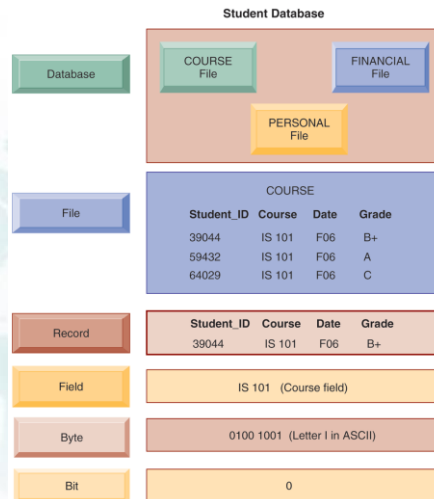 Student Database
Database
COURSE
File
FINANCIAL
File
PERSONAL
File
File
COURSE
Student_ID Course Date Grade
39044 IS 101 F06 B+
59432 IS 101 F06 A
64029 IS 101 F06 C
Record
Student_ID Course Date Grade
39044 IS 101 F06 B+
Field
IS 101 (Course field)
Byte
0100 1001 (Letter I in ASCII)
Bit
0